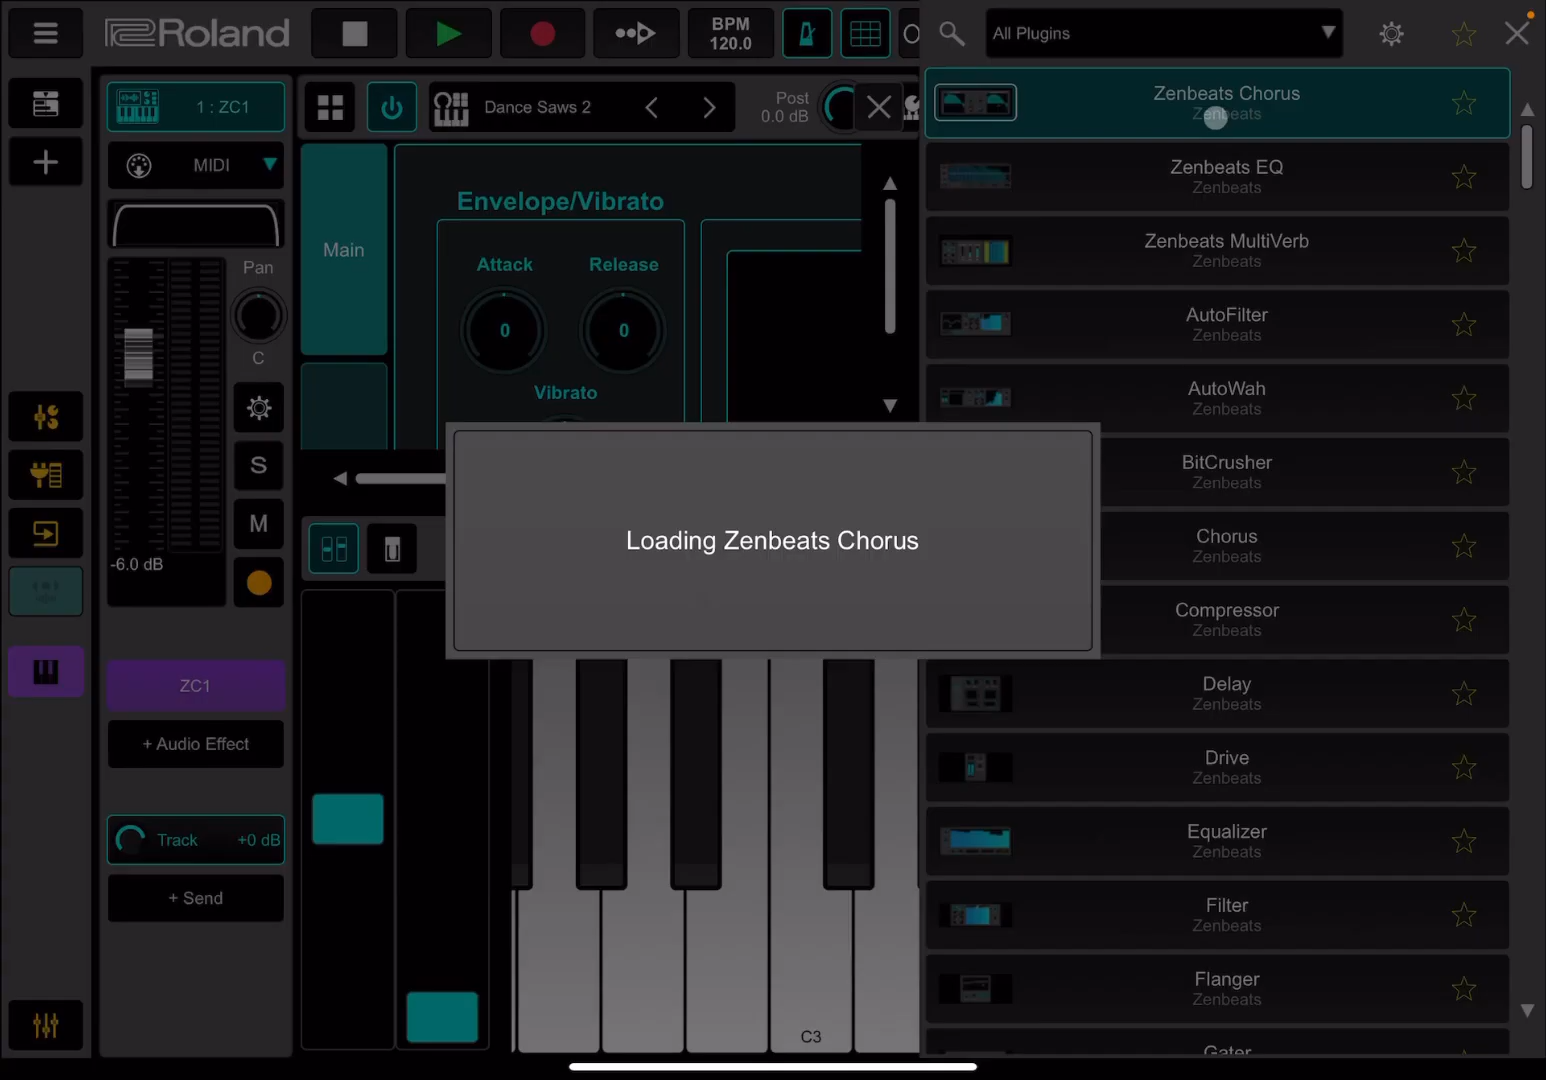 Roland
BPM
120.0
All Plugins
1 : ZC1
Dance Saws 2
Post
0.0 dB
MIDI
Pan
C
S
M
-6.0 dB
ZC1
+ Audio Effect
Track +0 dB
+ Send
Main
Envelope/Vibrato
Attack
Release
0
0
Vibrato
Loading Zenbeats Chorus
C3
Zenbeats Chorus
Zenbeats
Zenbeats EQ
Zenbeats
Zenbeats MultiVerb
Zenbeats
AutoFilter
Zenbeats
AutoWah
Zenbeats
BitCrusher
Zenbeats
Chorus
Zenbeats
Compressor
Zenbeats
Delay
Zenbeats
Drive
Zenbeats
Equalizer
Zenbeats
Filter
Zenbeats
Flanger
Zenbeats
Gater